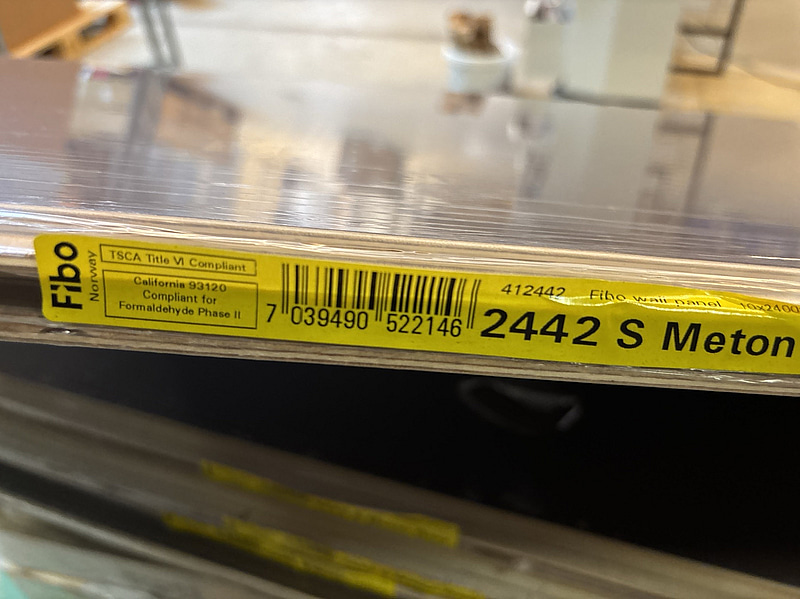 Fibo
Norway
TSCA Title VI Compliant
California 93120
Compliant for
Formaldehyde Phase II
7 039490 522146
412442 Fibo wall panel 10x2400
2442 S Meton